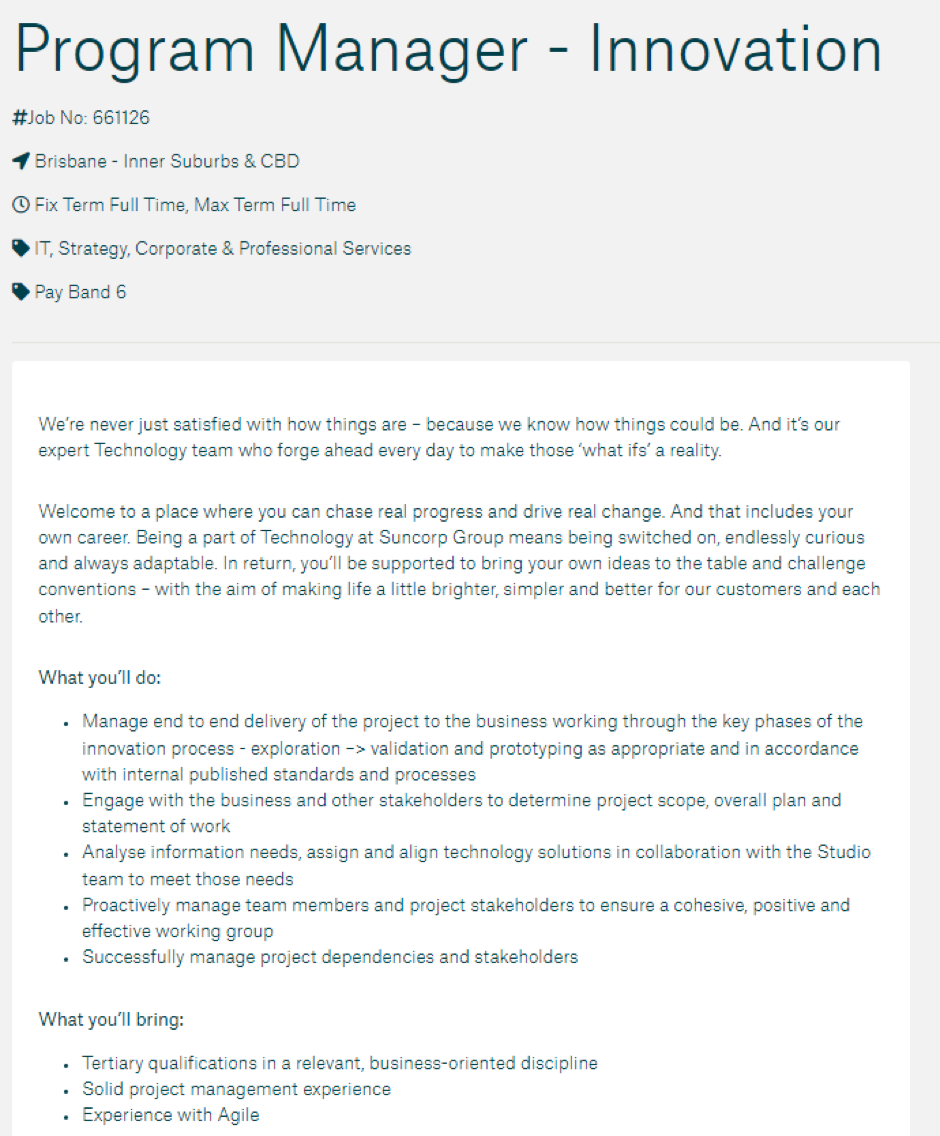 Program Manager - Innovation
#Job No: 661126
Brisbane - Inner Suburbs & CBD
Fix Term Full Time, Max Term Full Time
IT, Strategy, Corporate & Professional Services
Pay Band 6
We're never just satisfied with how things are – because we know how things could be. And it's our
expert Technology team who forge ahead every day to make those 'what ifs' a reality.
Welcome to a place where you can chase real progress and drive real change. And that includes your
own career. Being a part of Technology at Suncorp Group means being switched on, endlessly curious
and always adaptable. In return, you'll be supported to bring your own ideas to the table and challenge
conventions – with the aim of making life a little brighter, simpler and better for our customers and each
other.
What you'll do:
• Manage end to end delivery of the project to the business working through the key phases of the
innovation process - exploration –> validation and prototyping as appropriate and in accordance
with internal published standards and processes
• Engage with the business and other stakeholders to determine project scope, overall plan and
statement of work
• Analyse information needs, assign and align technology solutions in collaboration with the Studio
team to meet those needs
• Proactively manage team members and project stakeholders to ensure a cohesive, positive and
effective working group
• Successfully manage project dependencies and stakeholders
What you'll bring:
• Tertiary qualifications in a relevant, business-oriented discipline
• Solid project management experience
• Experience with Agile